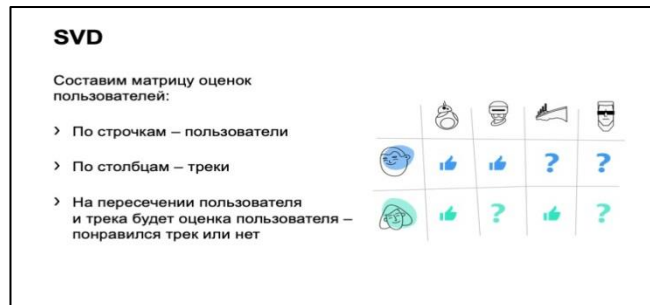 SVD
Составим матрицу оценок
пользователей:
› По строчкам – пользователи
› По столбцам – треки
› На пересечении пользователя
и трека будет оценка пользователя –
понравился трек или нет
? ?
? ?